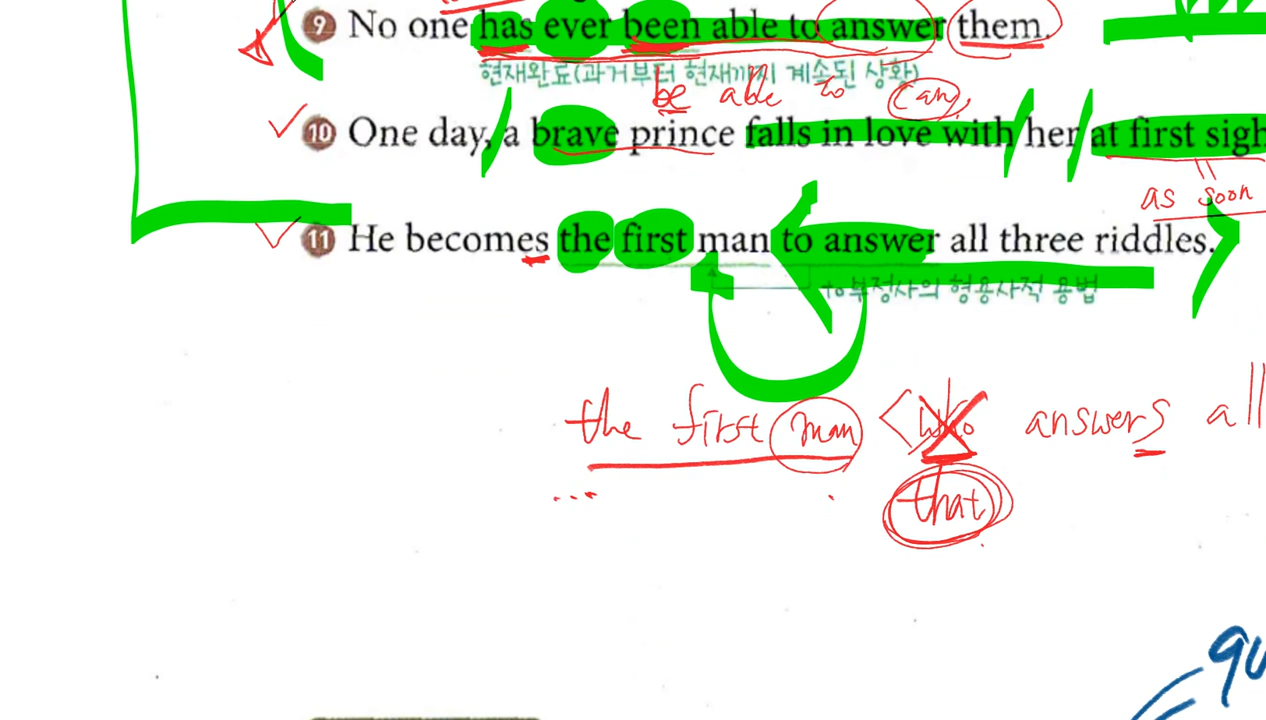 9 No one has ever been able to answer them.
현재완료(과거부터 현재까지 계속된 상황)
be able to (can),
10 One day, a brave prince falls in love with her at first sigh
as soon
11 He becomes the first man to answer all three riddles.
to부정사의 형용사적 용법
the first man < who answers all
that